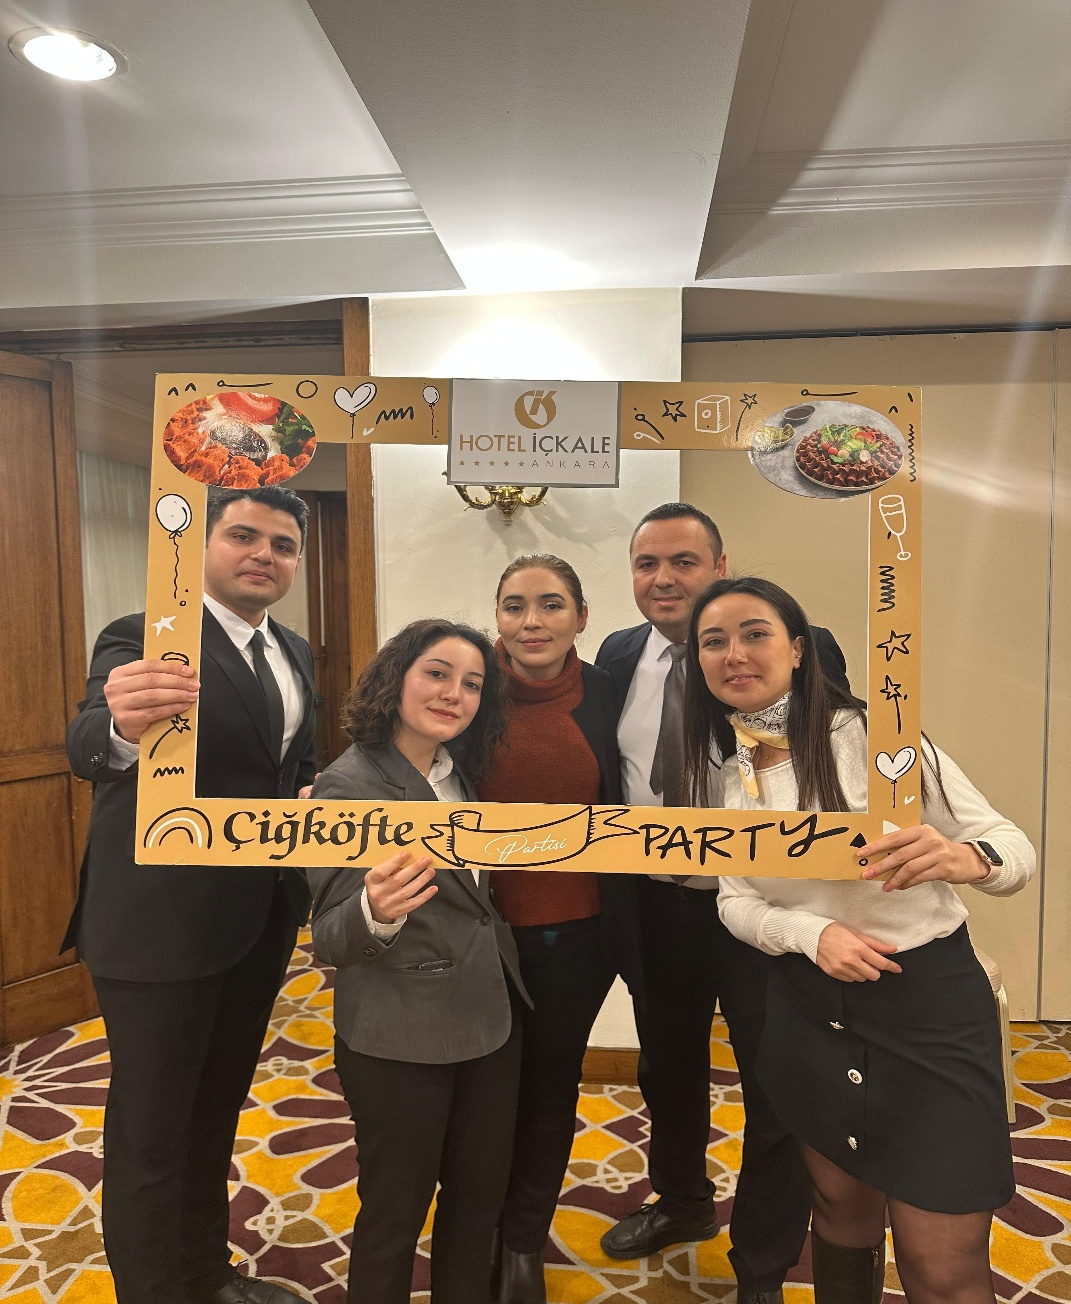 HOTEL İÇKALE
★★★★★ ANKARA
Çiğköfte Partisi PARTY